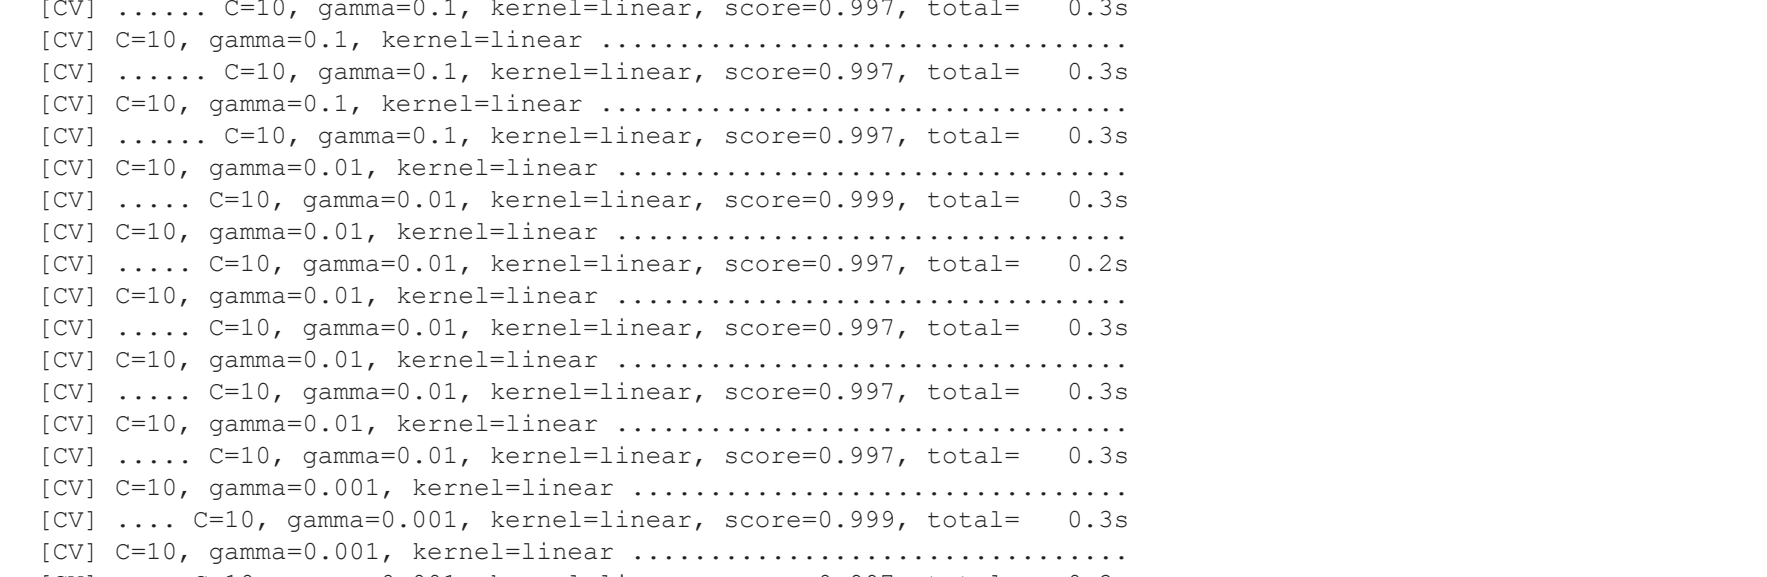 [CV] ...... C=10, gamma=0.1, kernel=linear, score=0.997, total=   0.3s
[CV] C=10, gamma=0.1, kernel=linear ..................................
[CV] ...... C=10, gamma=0.1, kernel=linear, score=0.997, total=   0.3s
[CV] C=10, gamma=0.1, kernel=linear ..................................
[CV] ...... C=10, gamma=0.1, kernel=linear, score=0.997, total=   0.3s
[CV] C=10, gamma=0.01, kernel=linear .................................
[CV] ..... C=10, gamma=0.01, kernel=linear, score=0.999, total=   0.3s
[CV] C=10, gamma=0.01, kernel=linear .................................
[CV] ..... C=10, gamma=0.01, kernel=linear, score=0.997, total=   0.2s
[CV] C=10, gamma=0.01, kernel=linear .................................
[CV] ..... C=10, gamma=0.01, kernel=linear, score=0.997, total=   0.3s
[CV] C=10, gamma=0.01, kernel=linear .................................
[CV] ..... C=10, gamma=0.01, kernel=linear, score=0.997, total=   0.3s
[CV] C=10, gamma=0.01, kernel=linear .................................
[CV] ..... C=10, gamma=0.01, kernel=linear, score=0.997, total=   0.3s
[CV] C=10, gamma=0.001, kernel=linear ................................
[CV] .... C=10, gamma=0.001, kernel=linear, score=0.999, total=   0.3s
[CV] C=10, gamma=0.001, kernel=linear ................................